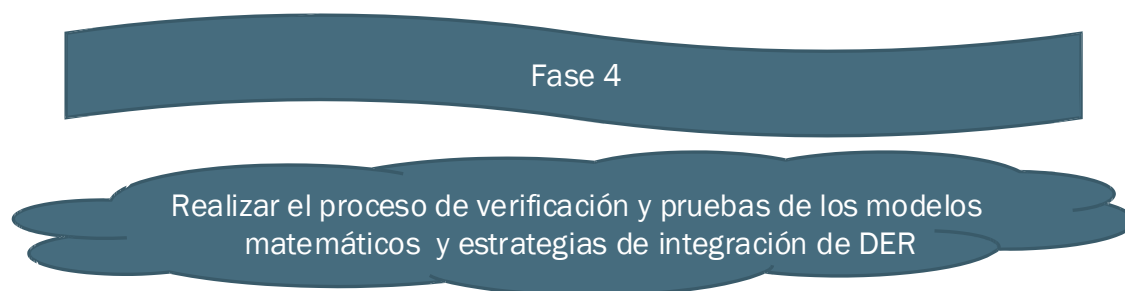 Fase 4
Realizar el proceso de verificación y pruebas de los modelos
matemáticos y estrategias de integración de DER